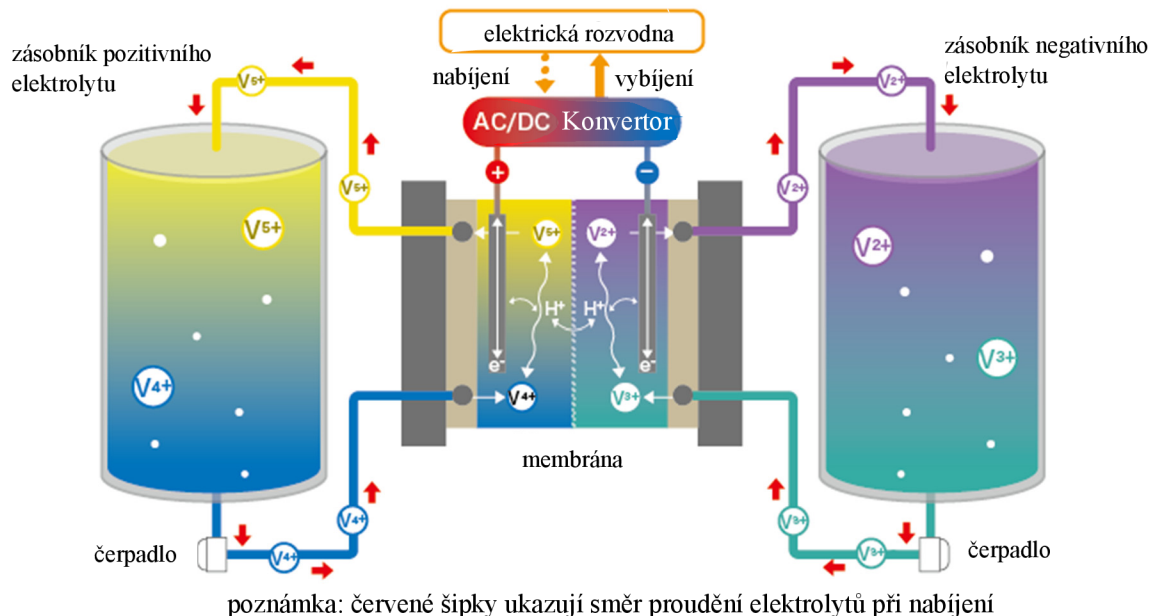 elektrická rozvodna
zásobník pozitivního
elektrolytu
zásobník negativního
elektrolytu
nabíjení
vybíjení
AC/DC Konvertor
+
−
V5+
V5+
V2+
V2+
V5+
V5+
V2+
V2+
H+
H+
V4+
V3+
e-
e-
V4+
V3+
membrána
V4+
V3+
čerpadlo
V4+
V3+
čerpadlo
poznámka: červené šipky ukazují směr proudění elektrolytů při nabíjení